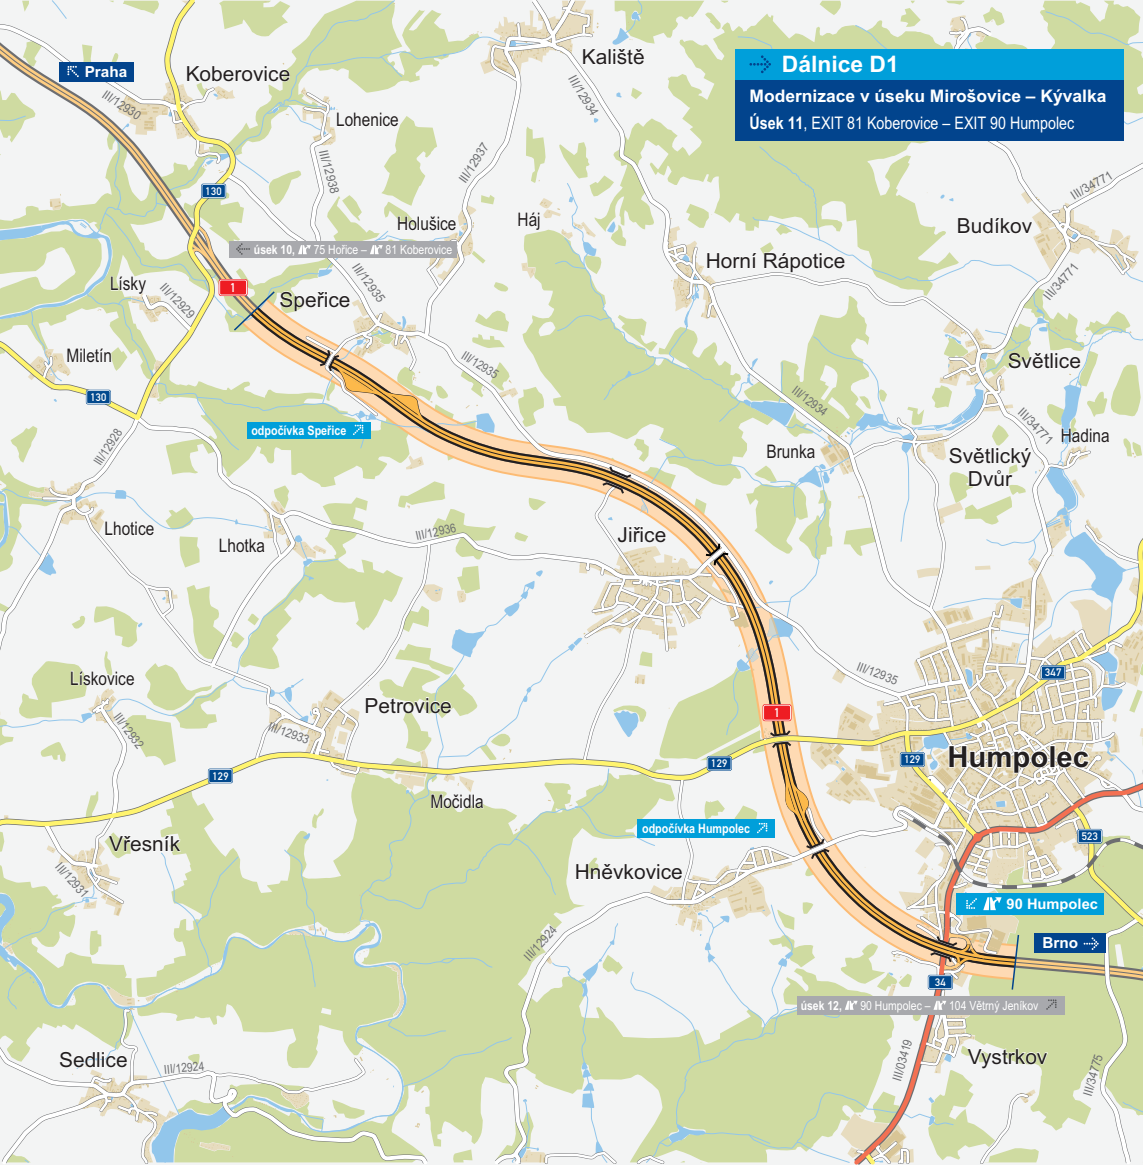 Dálnice D1
Modernizace v úseku Mirošovice – Kývalka
Úsek 11, EXIT 81 Koberovice – EXIT 90 Humpolec
Praha
Koberovice
Kaliště
III/12930
Lohenice
III/12934
III/12937
III/12938
130
III/34771
Holušice
Háj
Budíkov
úsek 10, 75 Hořice – 81 Koberovice
Horní Rápotice
III/12935
III/34771
Lísky
III/12929
1
Speřice
Miletín
III/12935
Světlice
130
III/12934
III/34771
odpočívka Speřice
Hadina
III/12928
Brunka
Světlický
Dvůr
Lhotice
Lhotka
III/12936
Jiřice
III/12935
347
Lískovice
Petrovice
1
III/12932
III/12933
129
129
129
Humpolec
Močidla
odpočívka Humpolec
523
Vřesník
III/12931
Hněvkovice
90 Humpolec
III/12924
Brno
34
úsek 12, 90 Humpolec – 104 Větrný Jeníkov
Sedlice
III/12924
III/03419
Vystrkov
III/34775